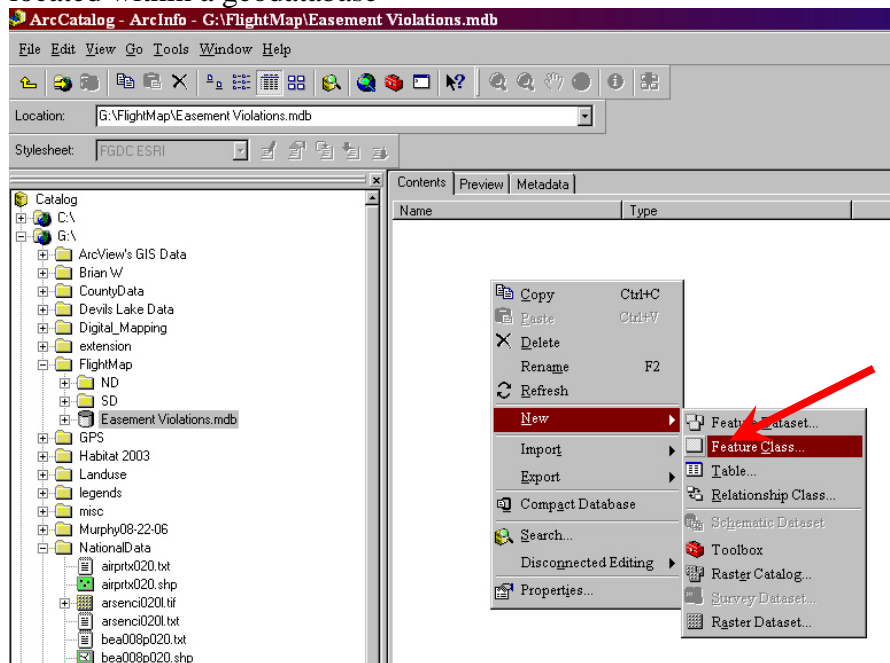 located within a geodatabase
ArcCatalog - ArcInfo - G:\FlightMap\Easement Violations.mdb
File Edit View Go Tools Window Help
Location: G:\FlightMap\Easement Violations.mdb
Stylesheet: FGDC ESRI
Contents Preview Metadata
Name Type
Catalog
C:\
G:\
ArcView's GIS Data
Brian W
CountyData
Devils Lake Data
Digital_Mapping
extension
FlightMap
ND
SD
Easement Violations.mdb
GPS
Habitat 2003
Landuse
legends
misc
Murphy08-22-06
NationalData
airprtx020.txt
airprtx020.shp
arsenci020l.tif
arsenci020l.txt
bea008p020.txt
bea008p020.shp
Copy Ctrl+C
Paste Ctrl+V
Delete
Rename F2
Refresh
New
Import
Export
Compact Database
Search...
Disconnected Editing
Properties...
Feature Dataset...
Feature Class...
Table...
Relationship Class...
Schematic Dataset
Toolbox
Raster Catalog...
Survey Dataset...
Raster Dataset...